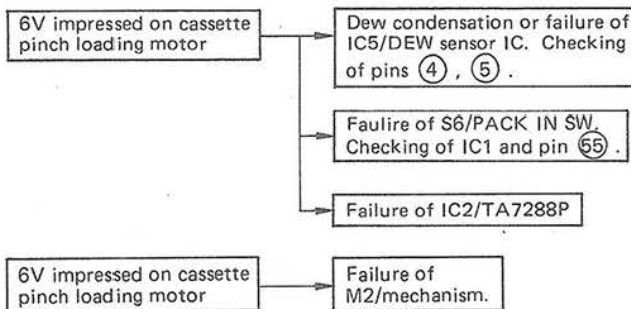 6V impressed on cassette
pinch loading motor
Dew condensation or failure of
IC5/DEW sensor IC. Checking
of pins 4 , 5 .
Faulire of S6/PACK IN SW,
Checking of IC1 and pin 55 .
Failure of IC2/TA7288P
6V impressed on cassette
pinch loading motor
Failure of
M2/mechanism.